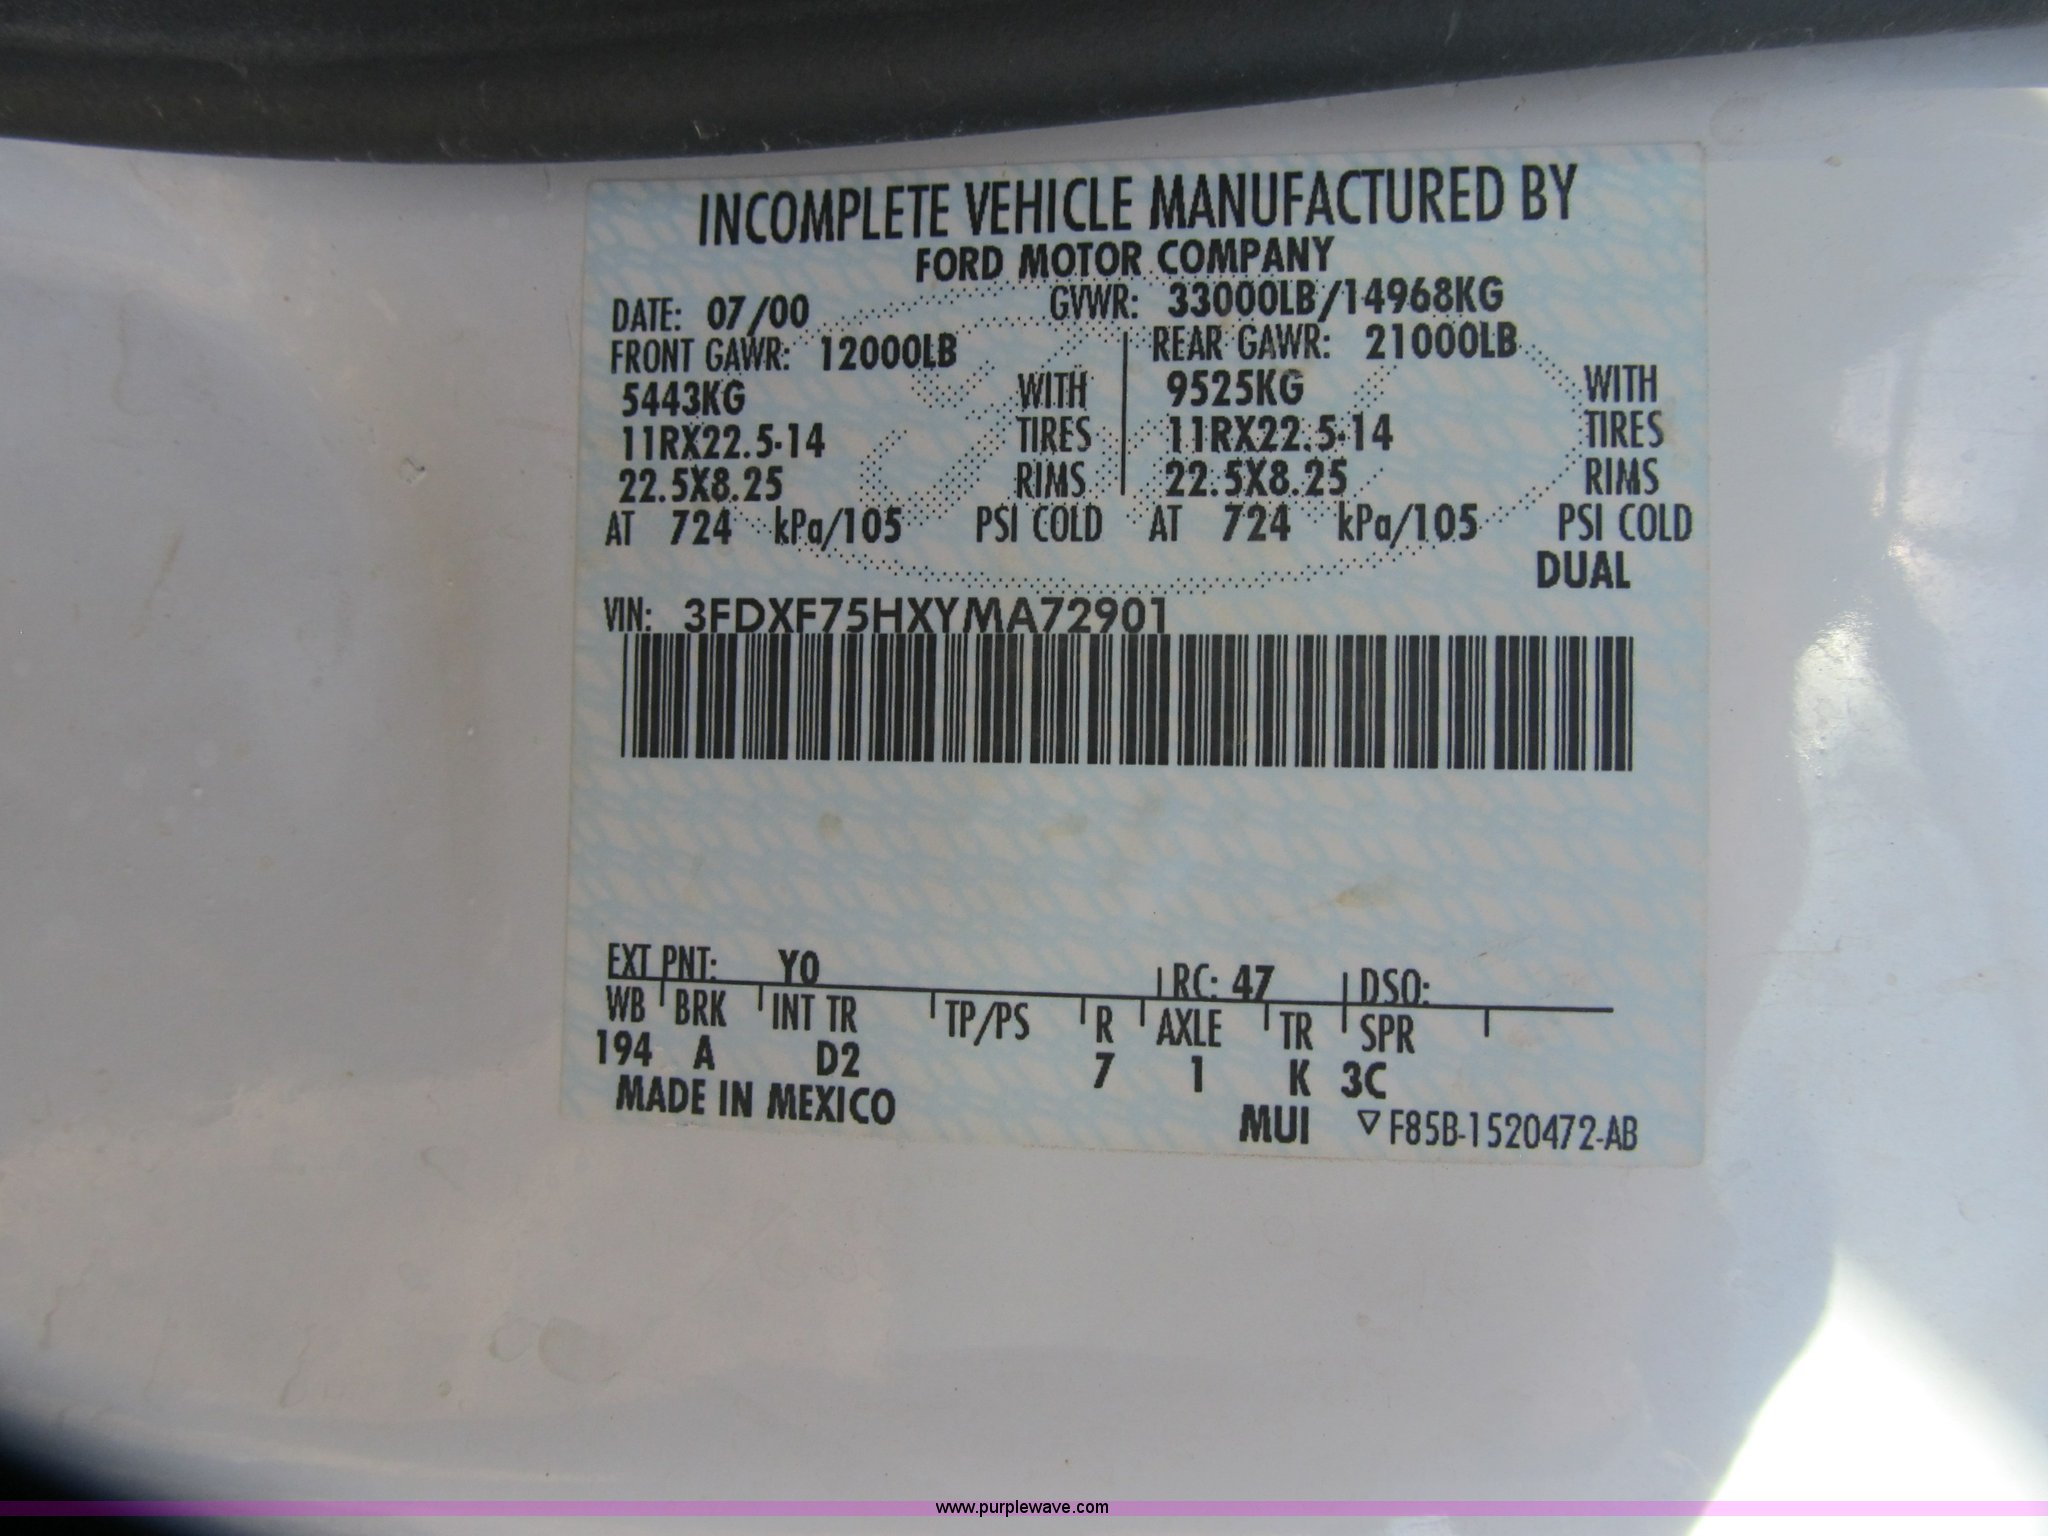 INCOMPLETE VEHICLE MANUFACTURED BY
FORD MOTOR COMPANY
DATE: 07/00 GVWR: 33000LB/14968KG
FRONT GAWR: 12000LB REAR GAWR: 21000LB
5443KG WITH 9525KG WITH
11RX22.5-14 TIRES 11RX22.5-14 TIRES
22.5X8.25 RIMS 22.5X8.25 RIMS
AT 724 kPa/105 PSI COLD AT 724 kPa/105 PSI COLD
DUAL
VIN: 3FDXF75HXYMA72901
EXT PNT: Y0 RC: 47 DSO:
WB BRK INT TR TP/PS R AXLE TR SPR
194 A D2 7 1 K 3C
MADE IN MEXICO MUI ▽ F85B-1520472-AB
www.purplewave.com